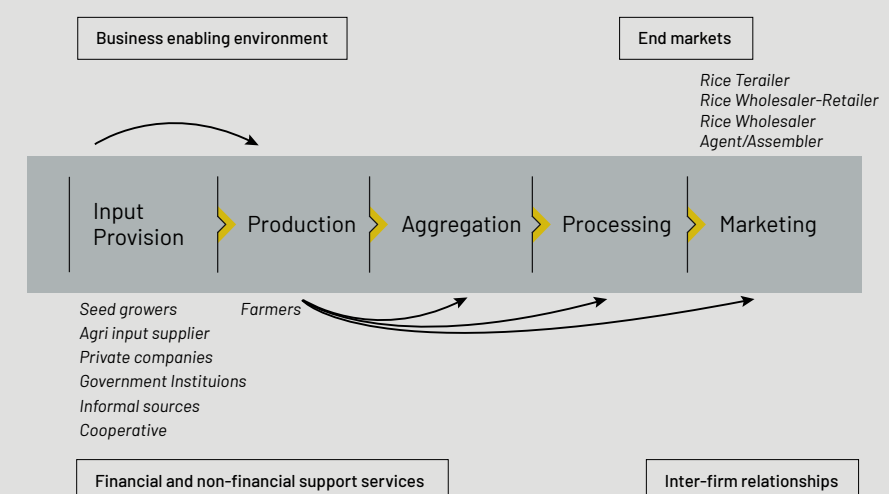 Business enabling environment
End markets
Rice Terailer
Rice Wholesaler-Retailer
Rice Wholesaler
Agent/Assembler
Input
Provision
Production
Aggregation
Processing
Marketing
Seed growers
Agri input supplier
Private companies
Government Instituions
Informal sources
Cooperative
Farmers
Financial and non-financial support services
Inter-firm relationships